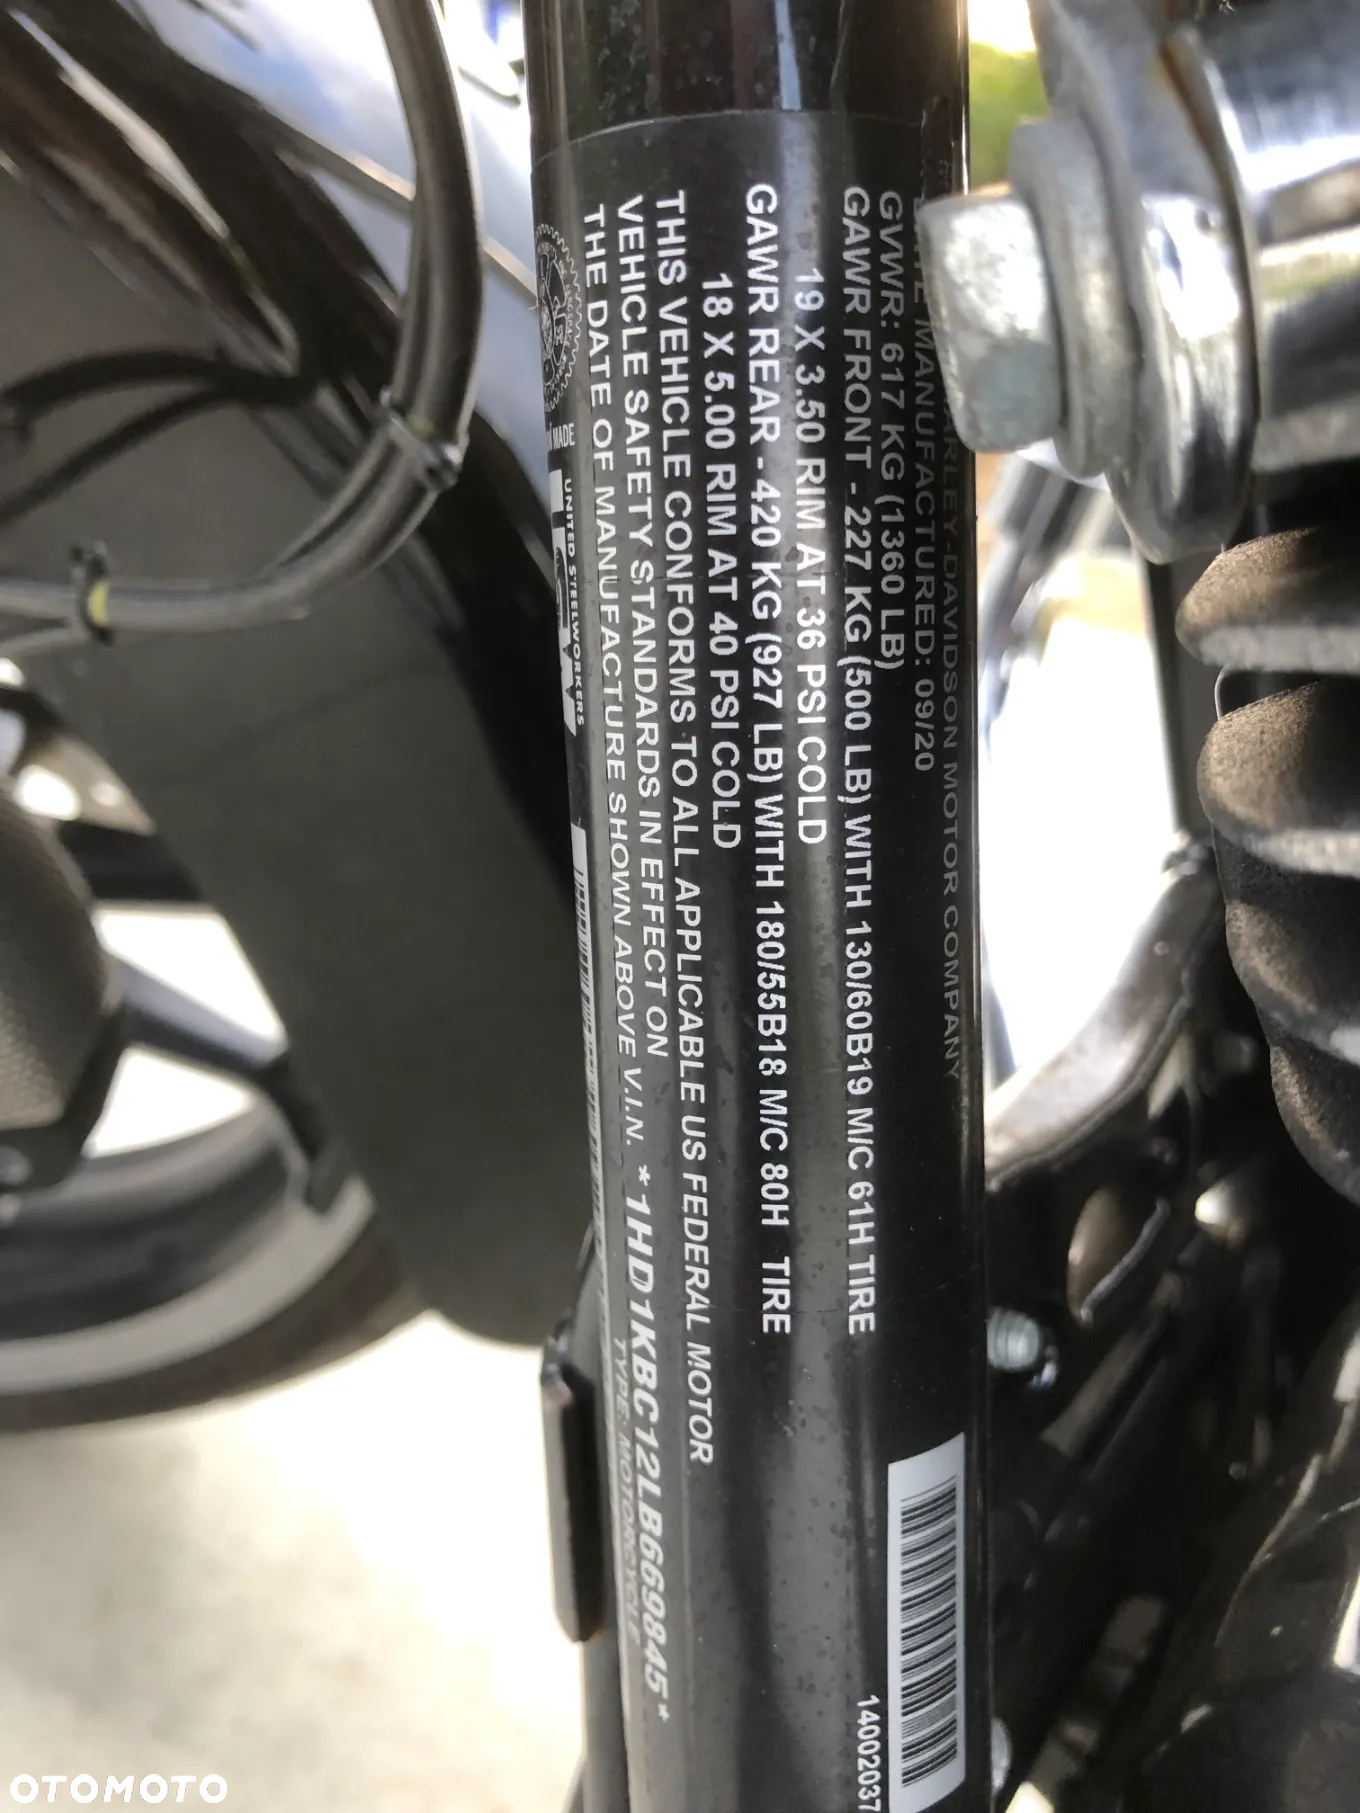 HARLEY-DAVIDSON MOTOR COMPANY
DATE MANUFACTURED: 09/20
GVWR: 617 KG (1360 LB)
GAWR FRONT - 227 KG (500 LB) WITH 130/60B19 M/C 61H TIRE
19 X 3.50 RIM AT 36 PSI COLD
GAWR REAR - 420 KG (927 LB) WITH 180/55B18 M/C 80H TIRE
18 X 5.00 RIM AT 40 PSI COLD
THIS VEHICLE CONFORMS TO ALL APPLICABLE US FEDERAL MOTOR
VEHICLE SAFETY STANDARDS IN EFFECT ON
THE DATE OF MANUFACTURE SHOWN ABOVE V.I.N. *1HD1KBC12LB669845*
TYPE: MOTORCYCLE
MADE
UNITED STEELWORKERS
14002037
OTOMOTO